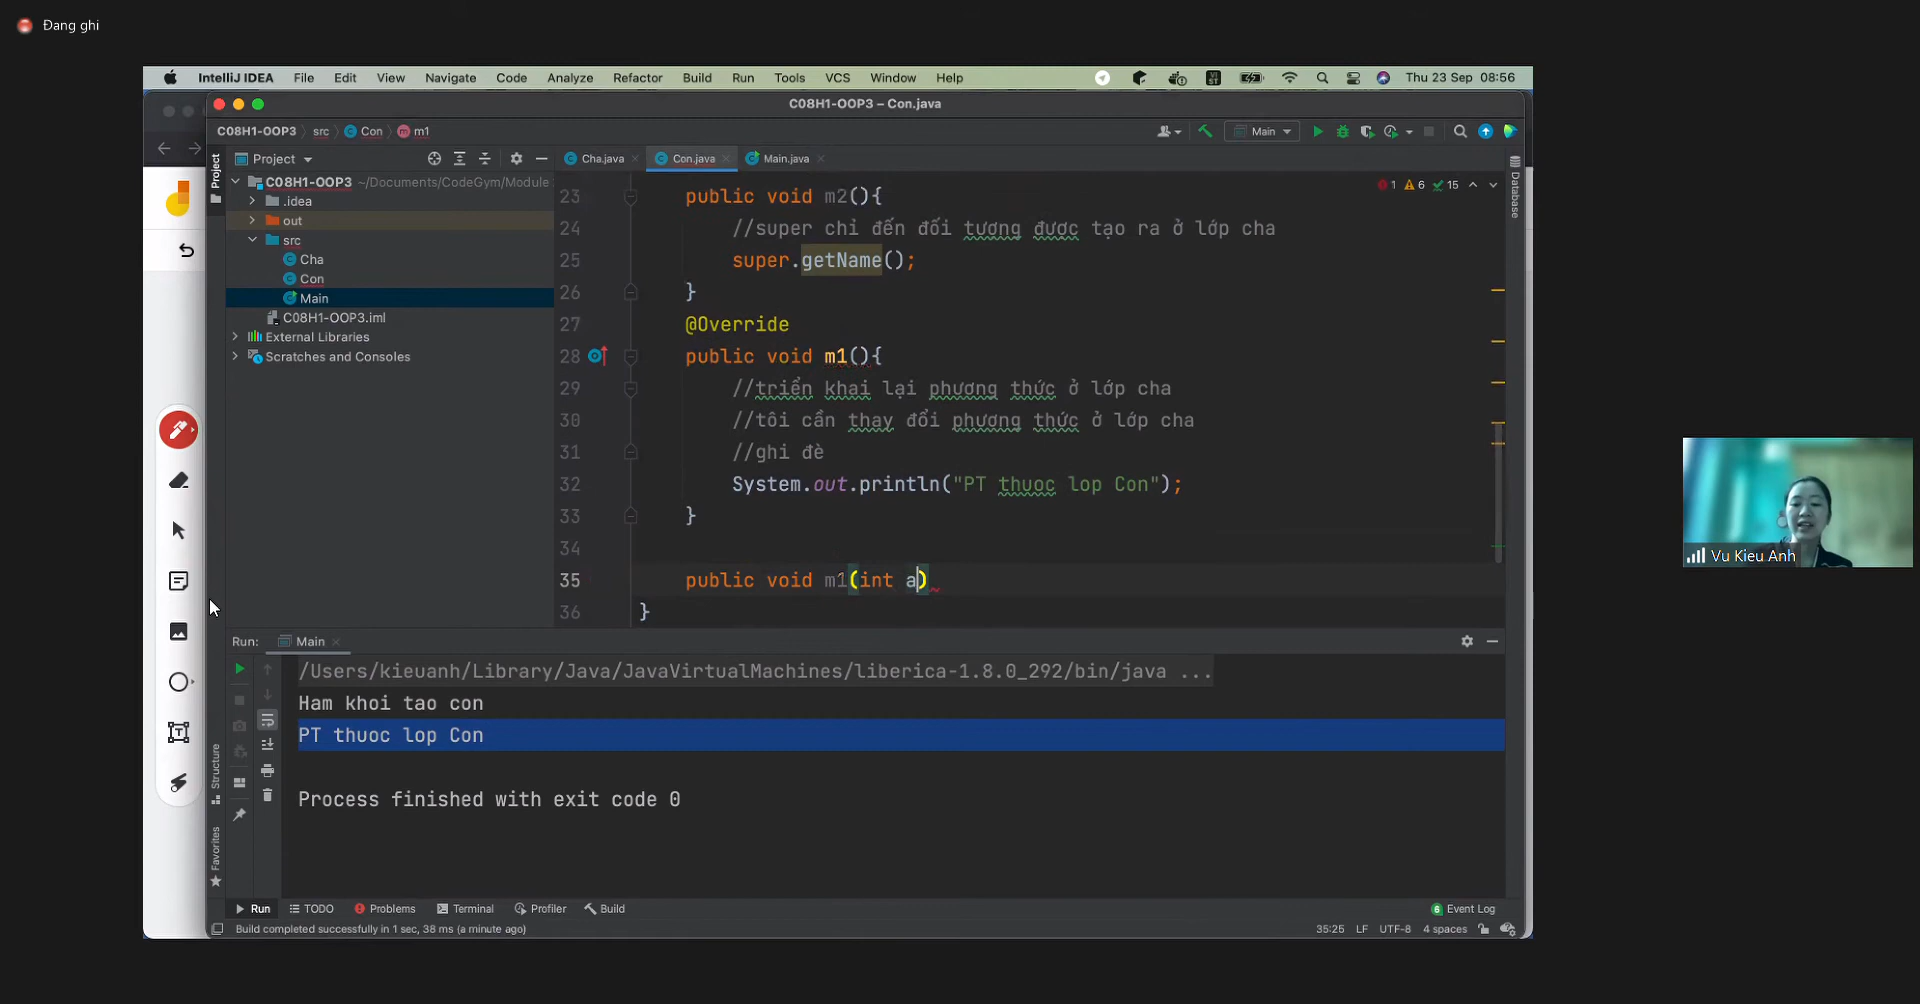 Đang ghi
IntelliJ IDEA File Edit View Navigate Code Analyze Refactor Build Run Tools VCS Window Help
Thu 23 Sep 08:56
C08H1-OOP3 – Con.java
C08H1-OOP3 src Con m1
Main
Project
Cha.java Con.java Main.java
C08H1-OOP3 ~/Documents/CodeGym/Module
.idea
out
src
Cha
Con
Main
C08H1-OOP3.iml
External Libraries
Scratches and Consoles
Project
Database
1 6 15
23 public void m2(){
24 //super chỉ đến đối tương được tạo ra ở lớp cha
25 super.getName();
26 }
27 @Override
28 public void m1(){
29 //triển khai lại phương thức ở lớp cha
30 //tôi cần thay đổi phương thức ở lớp cha
31 //ghi đè
32 System.out.println("PT thuoc lop Con");
33 }
34
35 public void m1(int a)
36 }
Vu Kieu Anh
Run: Main
/Users/kieuanh/Library/Java/JavaVirtualMachines/liberica-1.8.0_292/bin/java ...
Ham khoi tao con
PT thuoc lop Con
Process finished with exit code 0
Structure
Favorites
Run TODO Problems Terminal Profiler Build
6 Event Log
Build completed successfully in 1 sec, 38 ms (a minute ago)
35:25 LF UTF-8 4 spaces